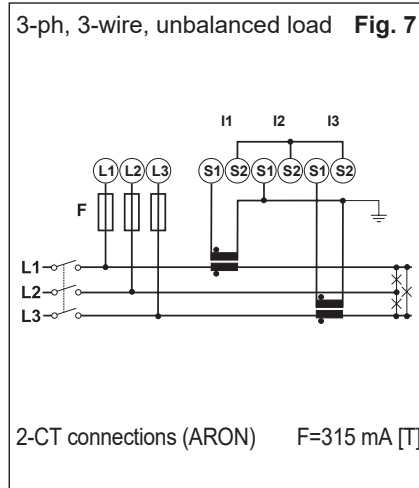 3-ph, 3-wire, unbalanced load Fig. 7
I1 I2 I3
L1 L2 L3 S1 S2 S1 S2 S1 S2
F
L1
L2
L3
2-CT connections (ARON) F=315 mA [T]